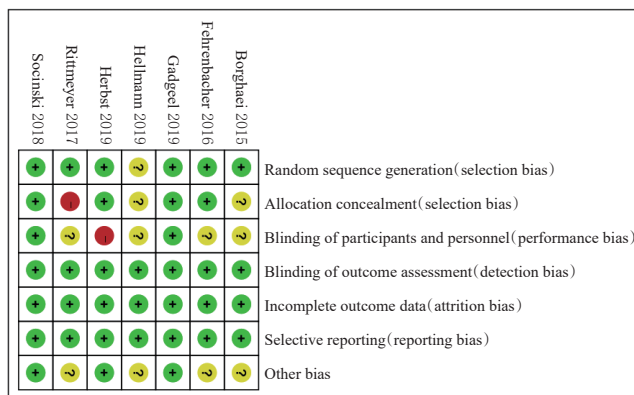 Socinski 2018
Rittmeyer 2017
Herbst 2019
Hellmann 2019
Gadgeel 2019
Fehrenbacher 2016
Borghaei 2015
+ + + ? + + + Random sequence generation(selection bias)
+ – + ? + + ? Allocation concealment(selection bias)
+ ? – ? + ? ? Blinding of participants and personnel(performance bias)
+ + + + + + + Blinding of outcome assessment(detection bias)
+ + + + + + + Incomplete outcome data(attrition bias)
+ + + + + + + Selective reporting(reporting bias)
+ ? + ? + ? ? Other bias